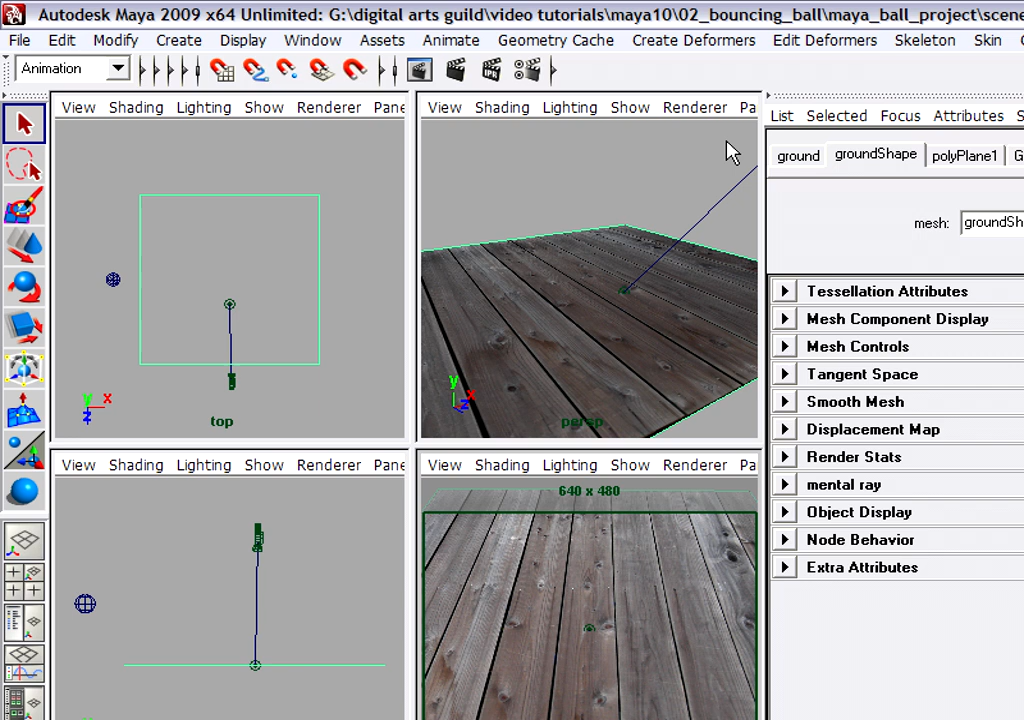 Autodesk Maya 2009 x64 Unlimited: G:\digital arts guild\video tutorials\maya10\02_bouncing_ball\maya_ball_project\scene
File Edit Modify Create Display Window Assets Animate Geometry Cache Create Deformers Edit Deformers Skeleton Skin
Animation
IPR
View Shading Lighting Show Renderer Pane
View Shading Lighting Show Renderer Pa
List Selected Focus Attributes S
ground groundShape polyPlane1 G
mesh: groundSh
Tessellation Attributes
Mesh Component Display
Mesh Controls
Tangent Space
Smooth Mesh
Displacement Map
Render Stats
mental ray
Object Display
Node Behavior
Extra Attributes
y x
z
top
y x
z
persp
View Shading Lighting Show Renderer Pane
View Shading Lighting Show Renderer Pa
640 x 480